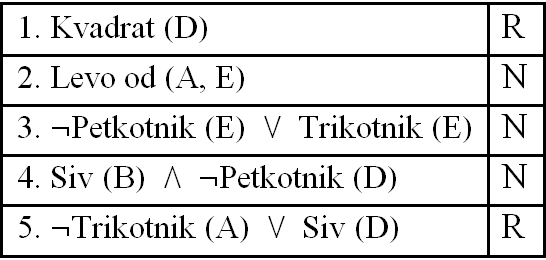 1. Kvadrat (D) R
2. Levo od (A, E) N
3. ¬Petkotnik (E) \/ Trikotnik (E) N
4. Siv (B) /\ ¬Petkotnik (D) N
5. ¬Trikotnik (A) \/ Siv (D) R